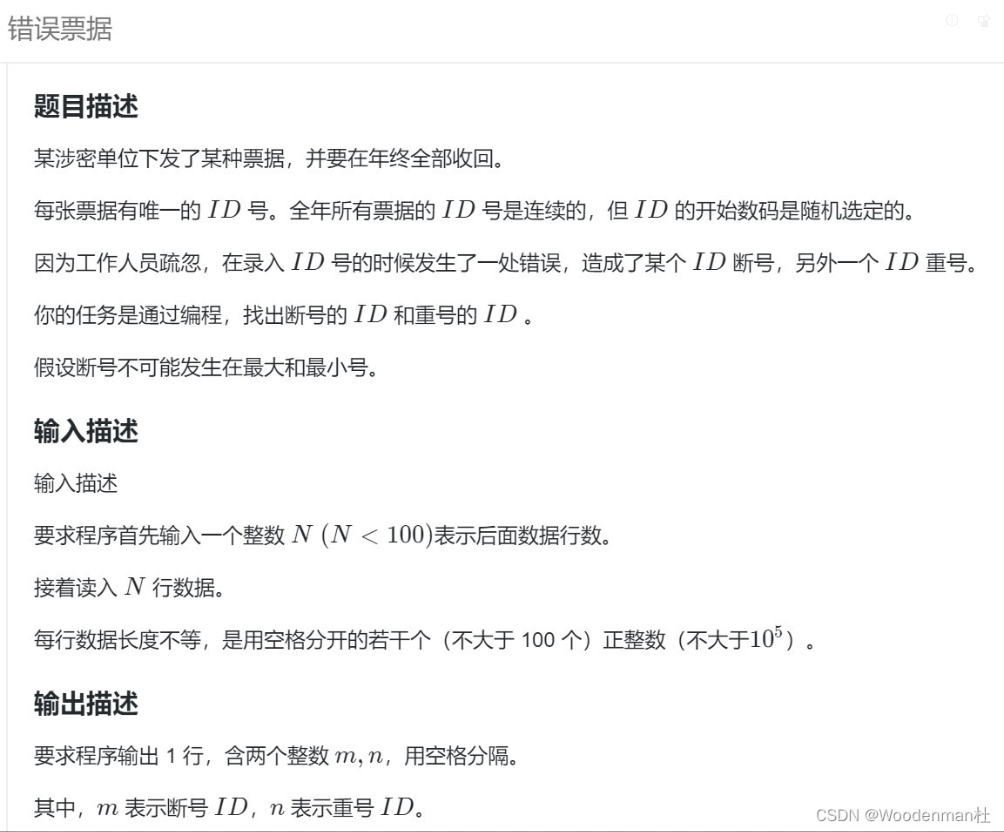 错误票据
题目描述
某涉密单位下发了某种票据，并要在年终全部收回。
每张票据有唯一的 ID 号。全年所有票据的 ID 号是连续的，但 ID 的开始数码是随机选定的。
因为工作人员疏忽，在录入 ID 号的时候发生了一处错误，造成了某个 ID 断号，另外一个 ID 重号。
你的任务是通过编程，找出断号的 ID 和重号的 ID 。
假设断号不可能发生在最大和最小号。
输入描述
输入描述
要求程序首先输入一个整数 N (N < 100)表示后面数据行数。
接着读入 N 行数据。
每行数据长度不等，是用空格分开的若干个（不大于 100 个）正整数（不大于10⁵）。
输出描述
要求程序输出 1 行，含两个整数 m, n，用空格分隔。
其中，m 表示断号 ID，n 表示重号 ID。
CSDN @Woodenman杜